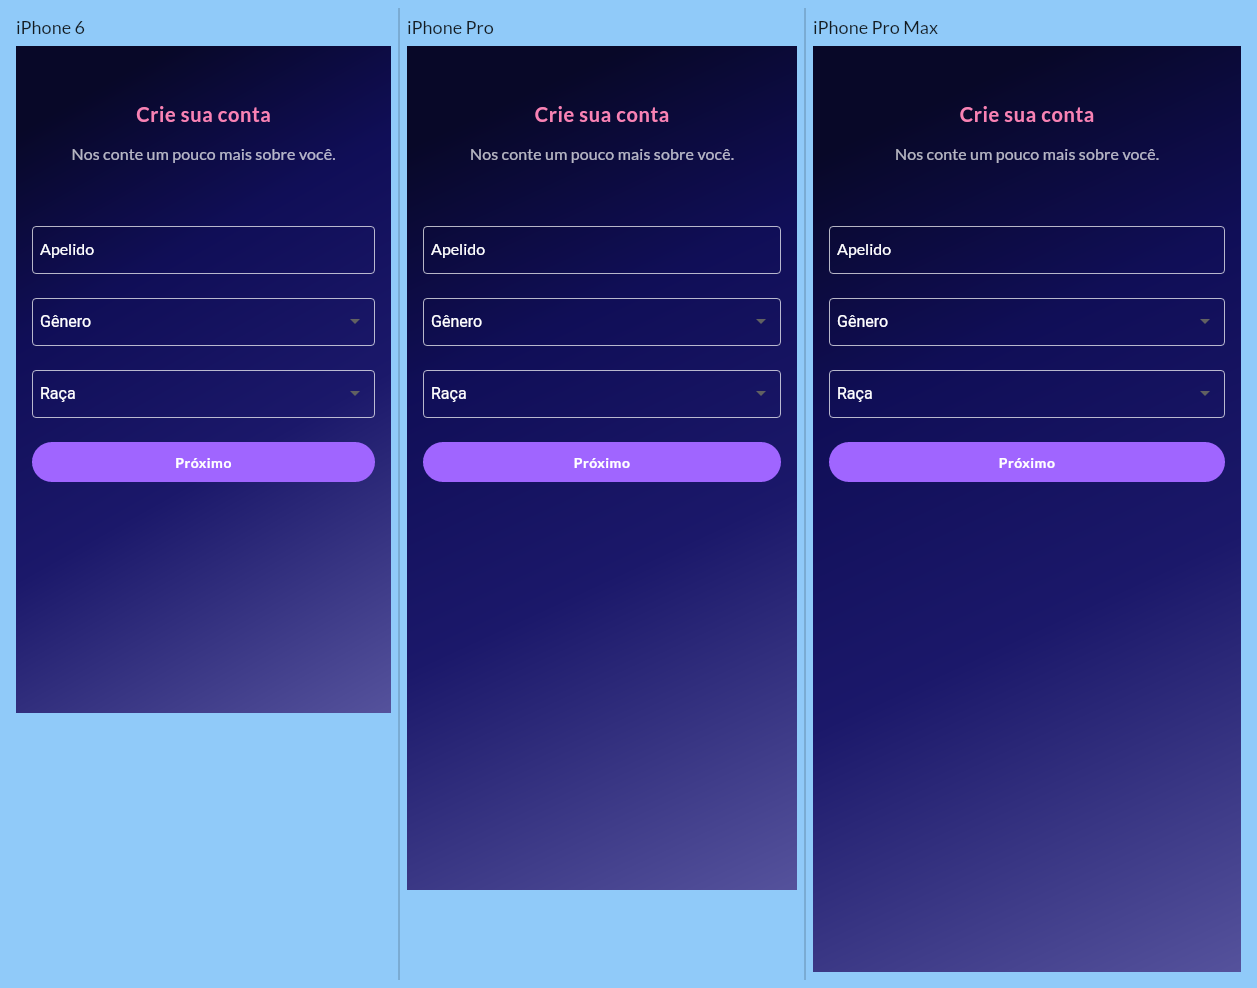 iPhone 6
Crie sua conta
Nos conte um pouco mais sobre você.
Apelido
Gênero
Raça
Próximo
iPhone Pro
Crie sua conta
Nos conte um pouco mais sobre você.
Apelido
Gênero
Raça
Próximo
iPhone Pro Max
Crie sua conta
Nos conte um pouco mais sobre você.
Apelido
Gênero
Raça
Próximo